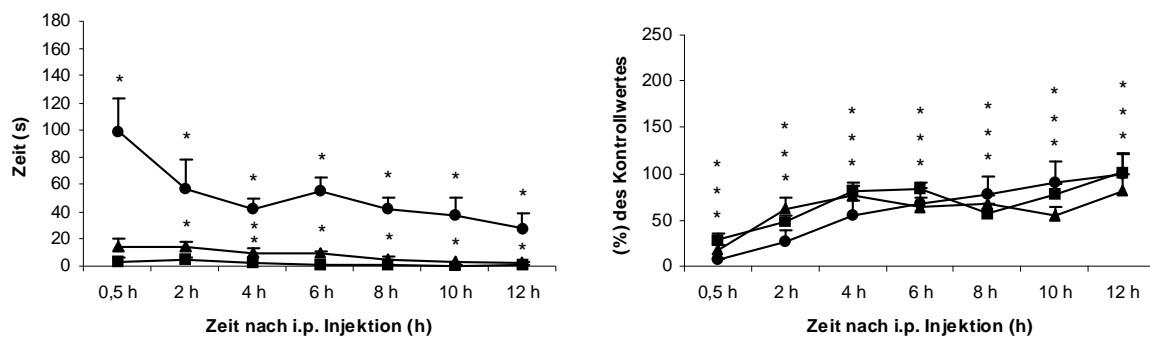 180
160
140
120
100
80
60
40
20
0
Zeit (s)
* * * * * * *
* * * * * * *
0,5 h 2 h 4 h 6 h 8 h 10 h 12 h
Zeit nach i.p. Injektion (h)
250
200
150
100
50
0
(%) des Kontrollwertes
* * * * * * *
* * * * * * *
* * * * * * *
0,5 h 2 h 4 h 6 h 8 h 10 h 12 h
Zeit nach i.p. Injektion (h)